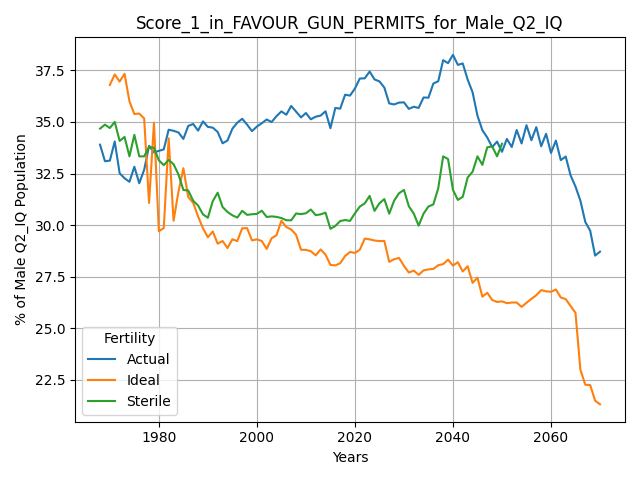 Score_1_in_FAVOUR_GUN_PERMITS_for_Male_Q2_IQ
% of Male Q2_IQ Population
37.5
35.0
32.5
30.0
27.5
25.0
22.5
Fertility
Actual
Ideal
Sterile
1980 2000 2020 2040 2060
Years